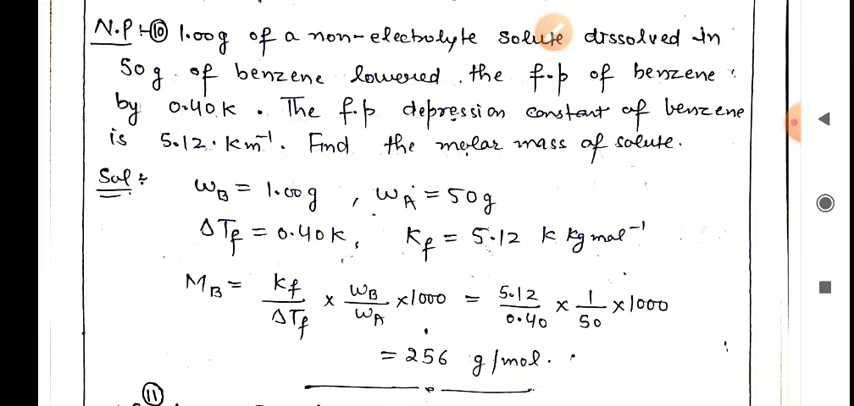 N.P:-⑩ 1.00g of a non-electrolyte solute dissolved in
50 g. of benzene lowered the f.p of benzene
by 0.40K. The f.p depression constant of benzene
is 5.12. Km⁻¹. Find the molar mass of solute.
Sol: W_B = 1.00g, W_A = 50g
ΔT_f = 0.40K, K_f = 5.12 K kg mol⁻¹
M_B = K_f/ΔT_f × W_B/W_A × 1000 = 5.12/0.40 × 1/50 × 1000
= 256 g/mol.
⑪